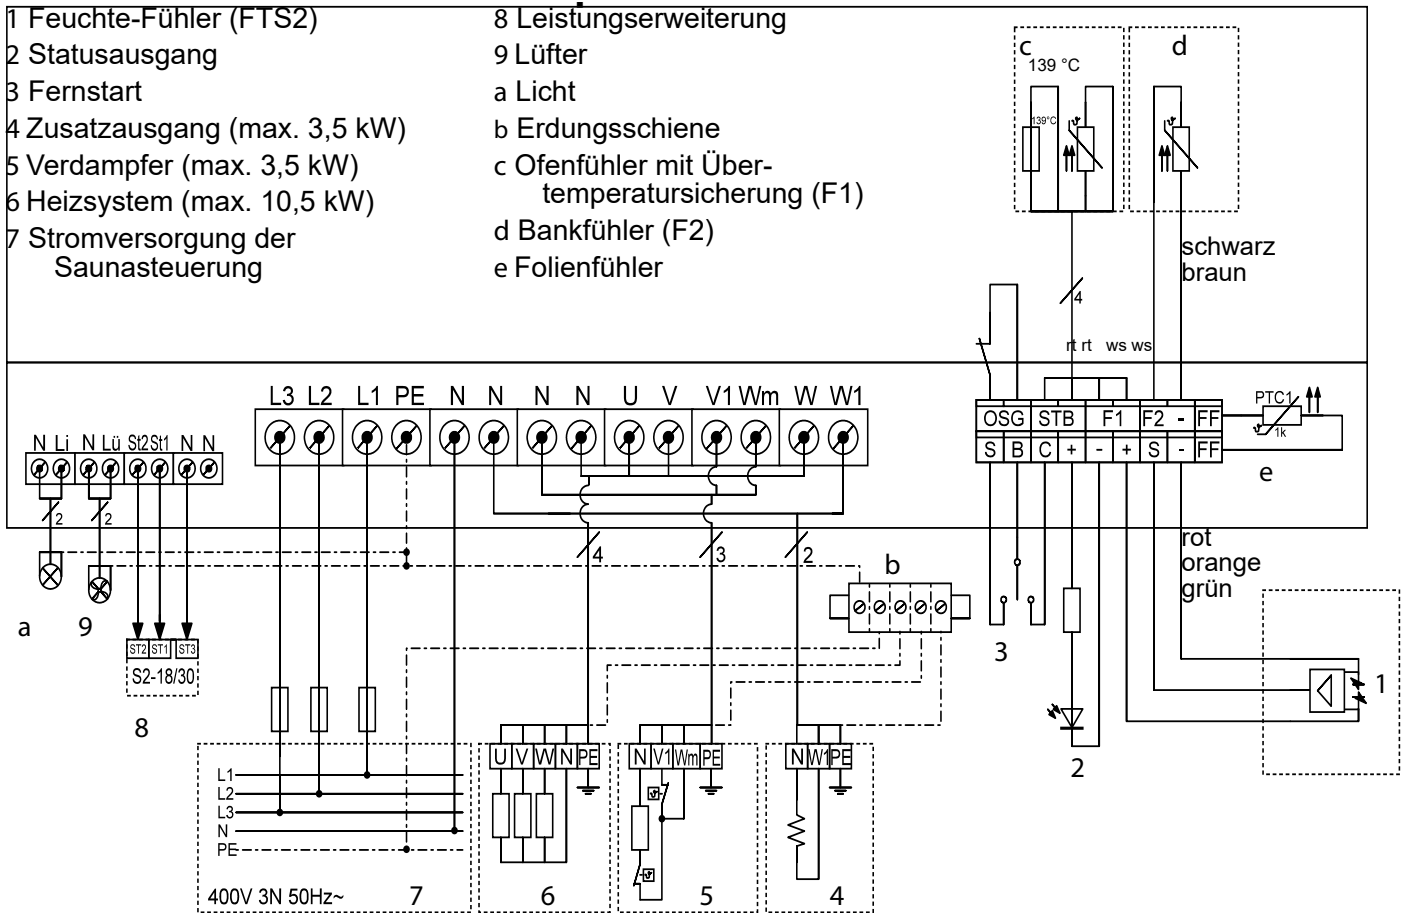 1 Feuchte-Fühler (FTS2)
2 Statusausgang
3 Fernstart
4 Zusatzausgang (max. 3,5 kW)
5 Verdampfer (max. 3,5 kW)
6 Heizsystem (max. 10,5 kW)
7 Stromversorgung der
Saunasteuerung
8 Leistungserweiterung
9 Lüfter
a Licht
b Erdungsschiene
c Ofenfühler mit Über-
temperatursicherung (F1)
d Bankfühler (F2)
e Folienfühler
c
139 °C
139°C
d
schwarz
braun
4
rt rt ws ws
L3 L2 L1 PE N N N N U V V1 Wm W W1
N Li N Lü St2 St1 N N
OSG STB F1 F2 - FF
S B C + - + S - FF
PTC1
1k
e
2 2
4 3 2
rot
orange
grün
b
a 9
ST2 ST1 ST3
S2-18/30
8
3
1
2
U V W N PE
N V1 Wm PE
N W1 PE
L1
L2
L3
N
PE
400V 3N 50Hz~ 7
6
5
4